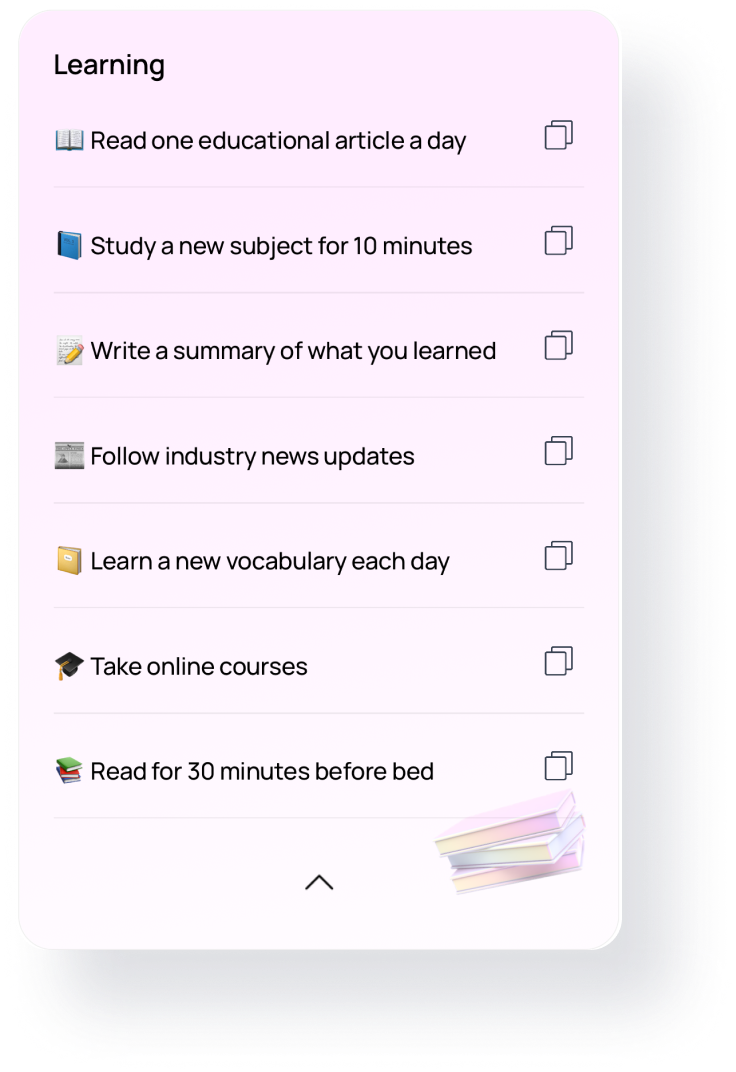 Learning
📖 Read one educational article a day
📘 Study a new subject for 10 minutes
📝 Write a summary of what you learned
📰 Follow industry news updates
📒 Learn a new vocabulary each day
🎓 Take online courses
📚 Read for 30 minutes before bed